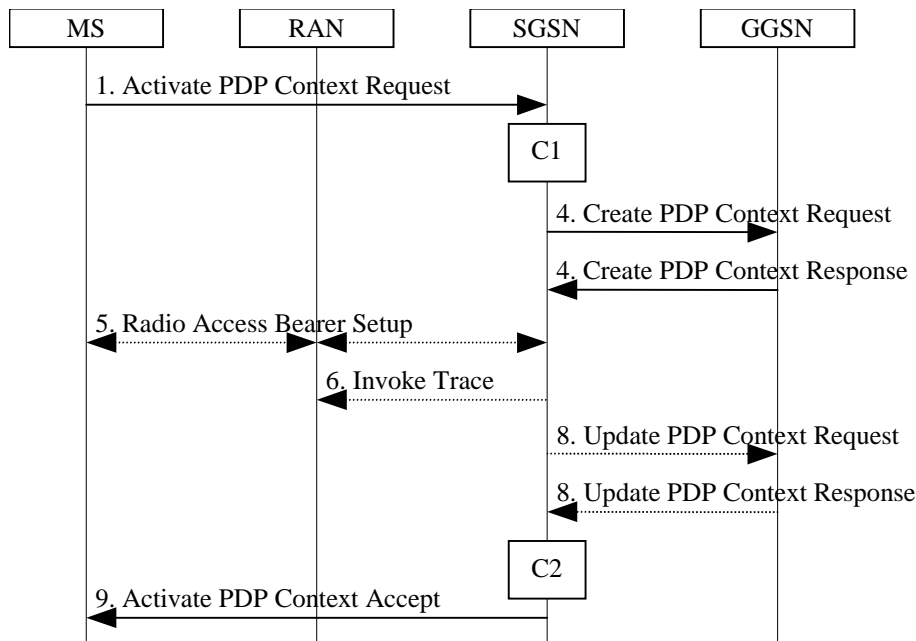 MS
RAN
SGSN
GGSN
1. Activate PDP Context Request
C1
4. Create PDP Context Request
4. Create PDP Context Response
5. Radio Access Bearer Setup
6. Invoke Trace
8. Update PDP Context Request
8. Update PDP Context Response
C2
9. Activate PDP Context Accept